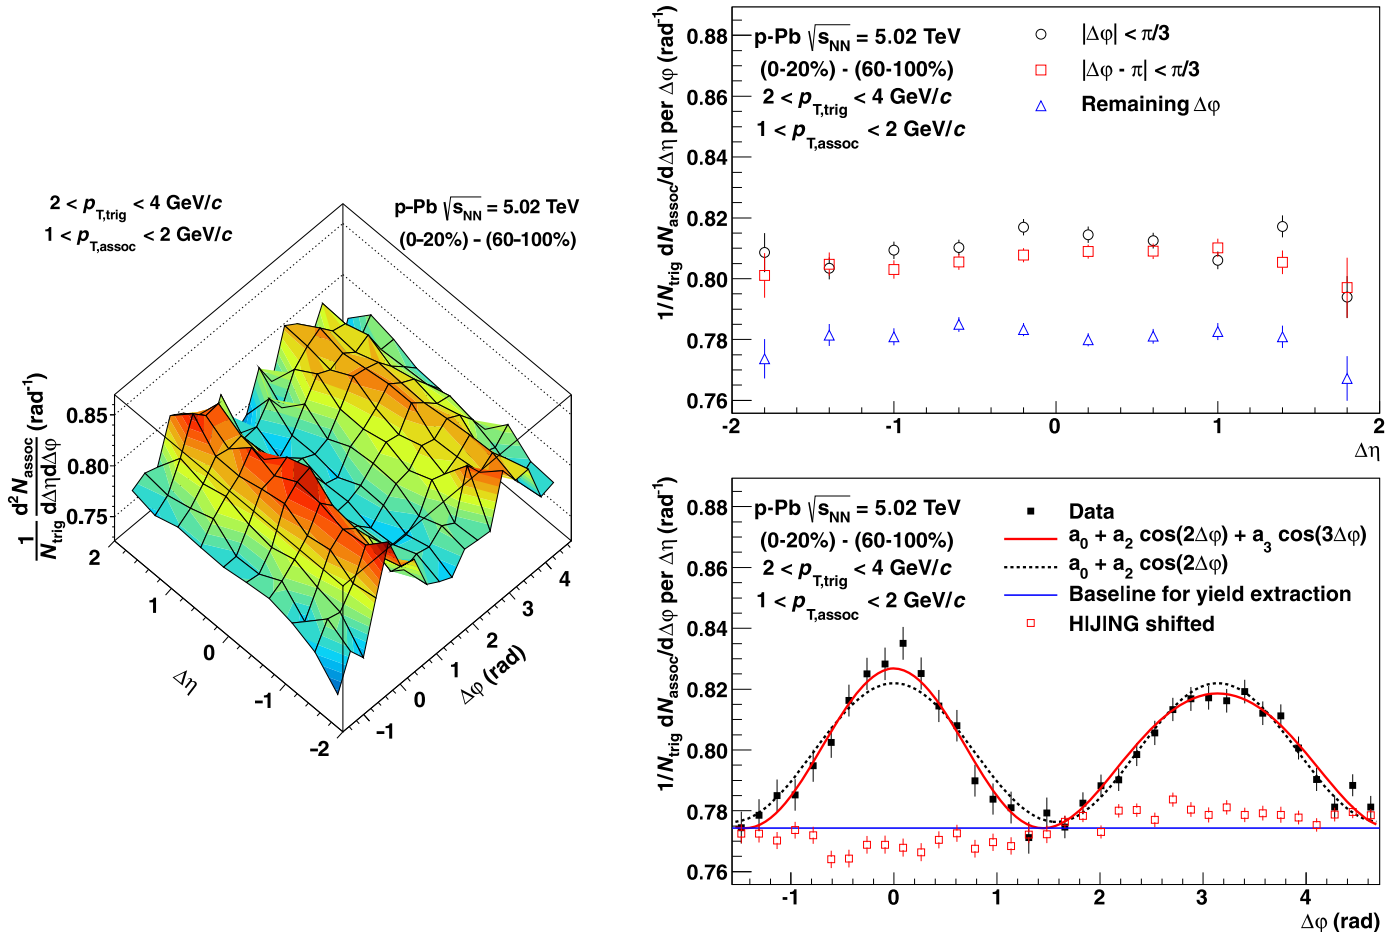 2 < p_T,trig < 4 GeV/c
1 < p_T,assoc < 2 GeV/c
p-Pb √s_NN = 5.02 TeV
(0-20%) - (60-100%)
1/N_trig d²N_assoc/dΔηdΔφ (rad⁻¹)
0.85
0.80
0.75
2
1
0
-1
-2
Δη
-1
0
1
2
3
4
Δφ (rad)
1/N_trig dN_assoc/dΔη per Δφ (rad⁻¹)
p-Pb √s_NN = 5.02 TeV
(0-20%) - (60-100%)
2 < p_T,trig < 4 GeV/c
1 < p_T,assoc < 2 GeV/c
|Δφ| < π/3
|Δφ - π| < π/3
Remaining Δφ
0.88
0.86
0.84
0.82
0.80
0.78
0.76
-2 -1 0 1 2
Δη
1/N_trig dN_assoc/dΔφ per Δη (rad⁻¹)
p-Pb √s_NN = 5.02 TeV
(0-20%) - (60-100%)
2 < p_T,trig < 4 GeV/c
1 < p_T,assoc < 2 GeV/c
Data
a₀ + a₂ cos(2Δφ) + a₃ cos(3Δφ)
a₀ + a₂ cos(2Δφ)
Baseline for yield extraction
HIJING shifted
0.88
0.86
0.84
0.82
0.80
0.78
0.76
-1 0 1 2 3 4
Δφ (rad)